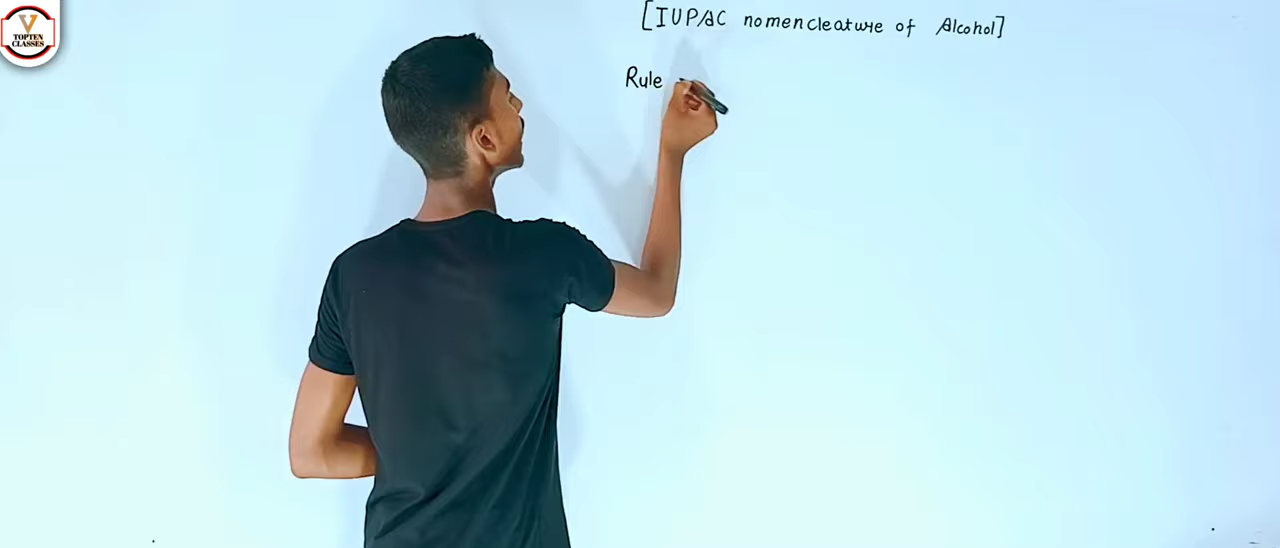 V
TOPTEN
CLASSES
[IUPAC nomencleature of Alcohol]
Rule